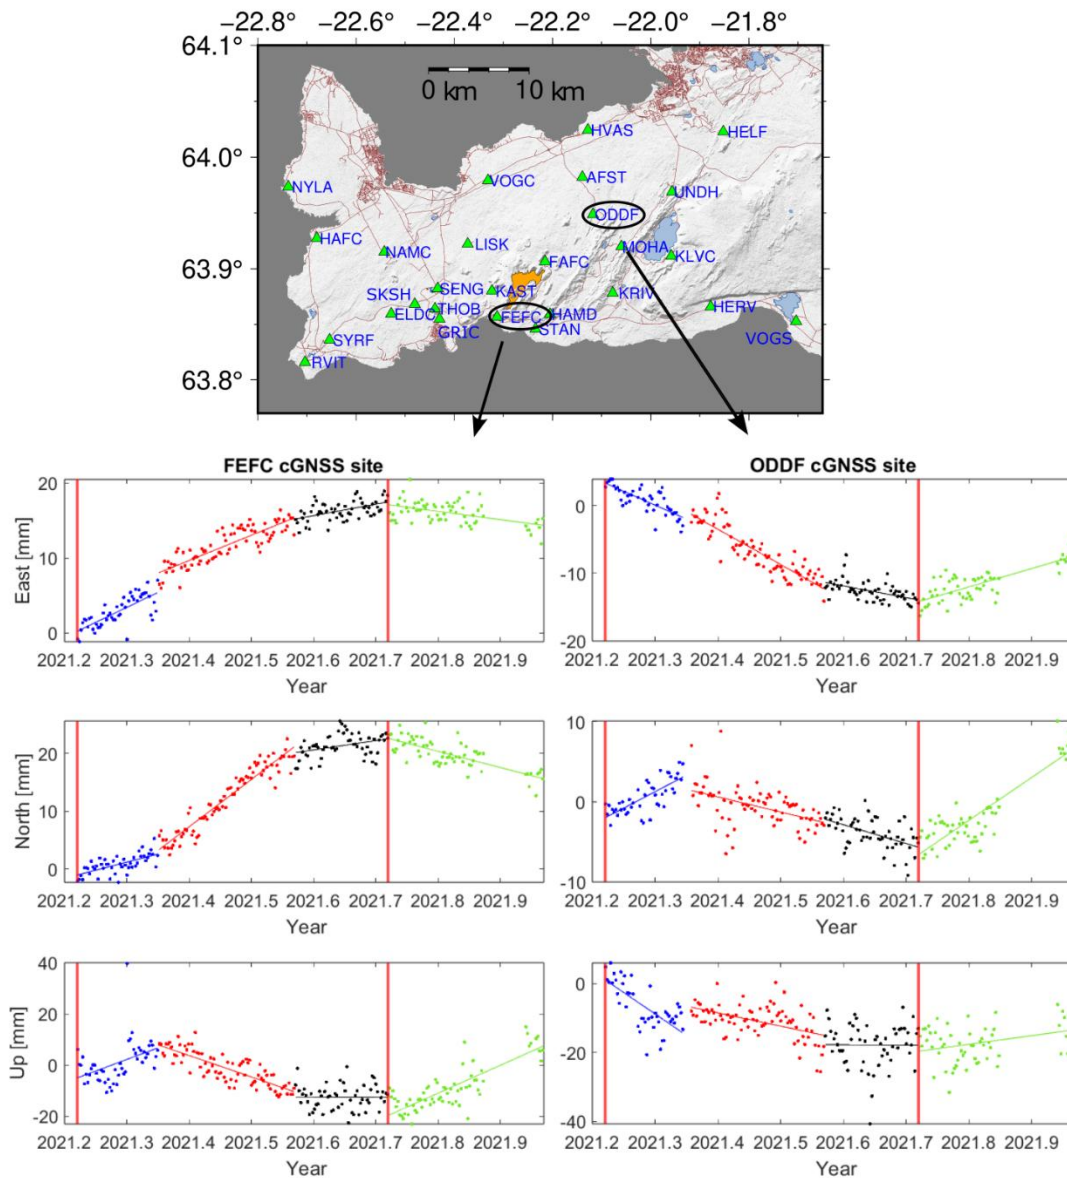 −22.8° −22.6° −22.4° −22.2° −22.0° −21.8°
64.1°
0 km 10 km
HVAS HELF
64.0°
NYLA VOGC AFST UNDH
ODDF
HAFC NAMC LISK MOHA KLVC
63.9°
FAFC
SKSH SENG KAST KRIV
ELDC THOB FEFC HAMD HERV
GRIC STAN VOGS
SYRF
63.8°
RVIT
FEFC cGNSS site ODDF cGNSS site
20
10
0
East [mm]
2021.2 2021.3 2021.4 2021.5 2021.6 2021.7 2021.8 2021.9
Year
0
-10
-20
2021.2 2021.3 2021.4 2021.5 2021.6 2021.7 2021.8 2021.9
Year
20
10
0
North [mm]
2021.2 2021.3 2021.4 2021.5 2021.6 2021.7 2021.8 2021.9
Year
10
0
-10
2021.2 2021.3 2021.4 2021.5 2021.6 2021.7 2021.8 2021.9
Year
40
20
0
-20
Up [mm]
2021.2 2021.3 2021.4 2021.5 2021.6 2021.7 2021.8 2021.9
Year
0
-20
-40
2021.2 2021.3 2021.4 2021.5 2021.6 2021.7 2021.8 2021.9
Year